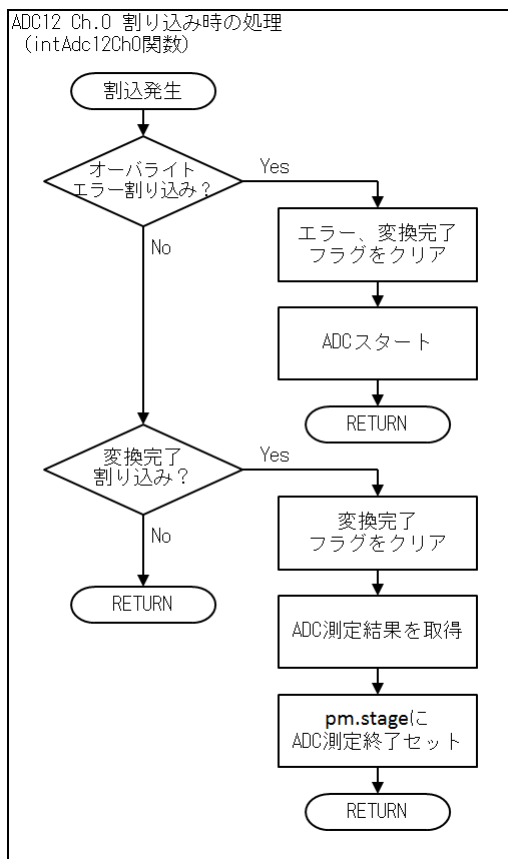 ADC12 Ch.0 割り込み時の処理
（intAdc12Ch0関数）
割込発生
オーバライト
エラー割り込み？
Yes
No
エラー、変換完了
フラグをクリア
ADCスタート
RETURN
変換完了
割り込み？
Yes
No
RETURN
変換完了
フラグをクリア
ADC測定結果を取得
pm.stageに
ADC測定終了セット
RETURN